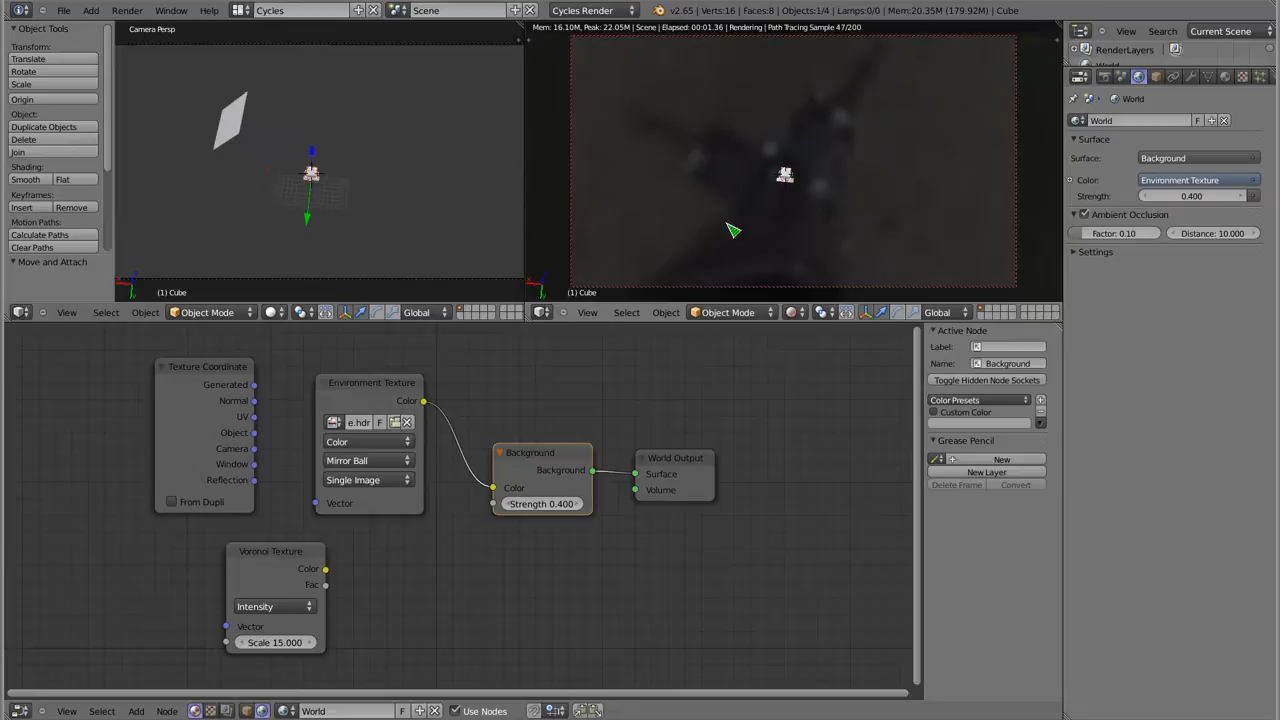 File Add Render Window Help Cycles Scene Cycles Render v2.65 | Verts:16 | Faces:8 | Objects:1/4 | Lamps:0/0 | Mem:20.35M (179.92M) | Cube
Object Tools
Transform:
Translate
Rotate
Scale
Origin
Object:
Duplicate Objects
Delete
Join
Shading:
Smooth Flat
Keyframes:
Insert Remove
Motion Paths:
Calculate Paths
Clear Paths
Move and Attach
Camera Persp
(1) Cube
Mem: 16.10M, Peak: 22.05M | Scene | Elapsed: 00:01.36 | Rendering | Path Tracing Sample 47/200
(1) Cube
View Search Current Scene
RenderLayers
World
World
World F
Surface
Surface: Background
Color: Environment Texture
Strength: 0.400
Ambient Occlusion
Factor: 0.10 Distance: 10.000
Settings
View Select Object Object Mode Global
View Select Object Object Mode Global
Texture Coordinate
Generated
Normal
UV
Object
Camera
Window
Reflection
From Dupli
Environment Texture
Color
e.hdr F
Color
Mirror Ball
Single Image
Vector
Background
Background
Color
Strength 0.400
World Output
Surface
Volume
Voronoi Texture
Color
Fac
Intensity
Vector
Scale 15.000
Active Node
Label:
Name: Background
Toggle Hidden Node Sockets
Color Presets
Custom Color
Grease Pencil
New
New Layer
Delete Frame Convert
View Select Add Node World F Use Nodes